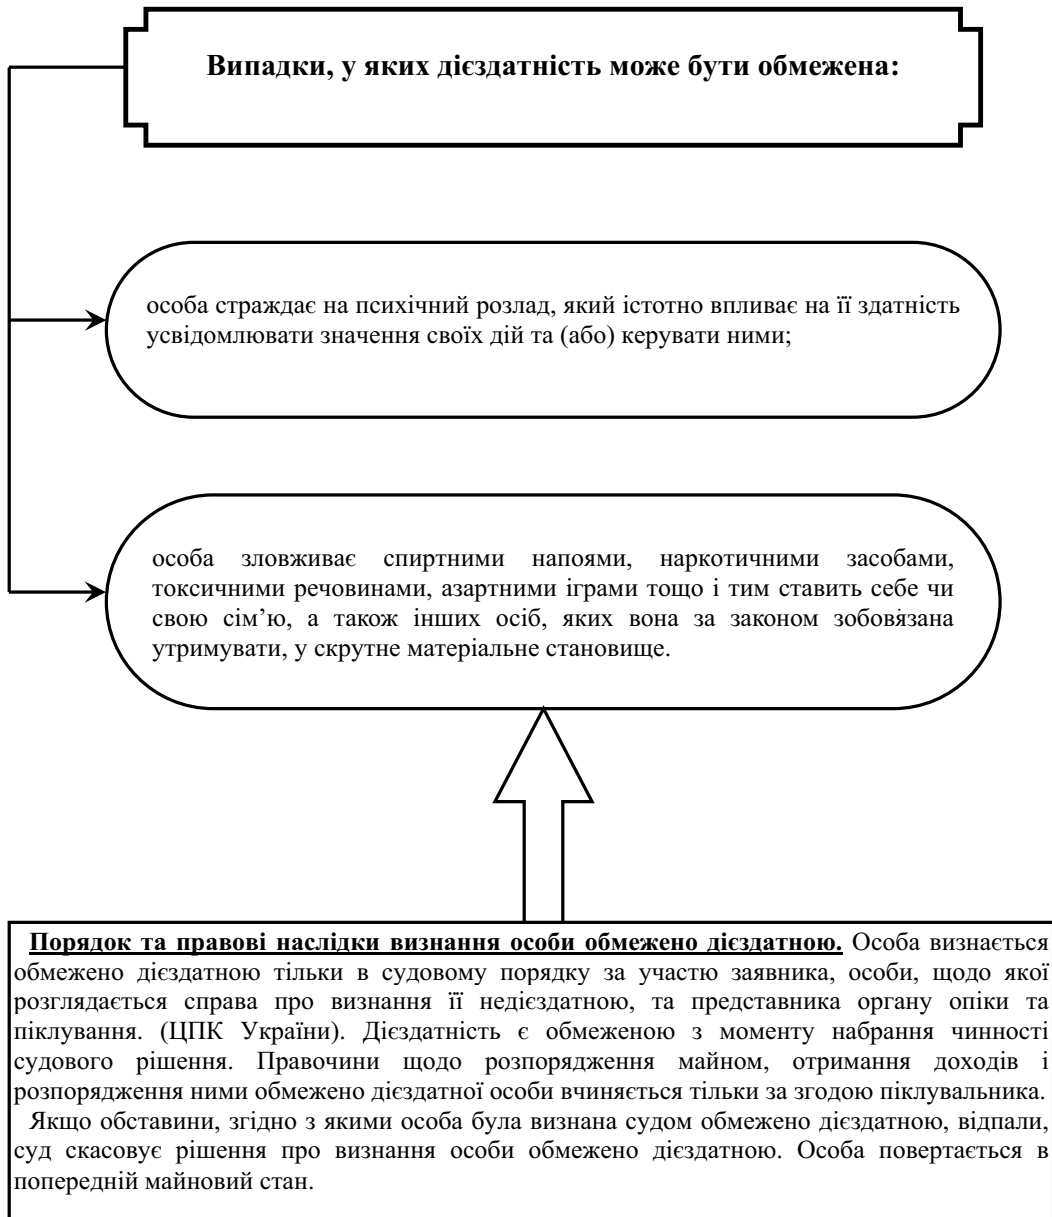 Випадки, у яких дієздатність може бути обмежена:
особа страждає на психічний розлад, який істотно впливає на її здатність
усвідомлювати значення своїх дій та (або) керувати ними;
особа зловживає спиртними напоями, наркотичними засобами,
токсичними речовинами, азартними іграми тощо і тим ставить себе чи
свою сім’ю, а також інших осіб, яких вона за законом зобов'язана
утримувати, у скрутне матеріальне становище.
Порядок та правові наслідки визнання особи обмежено дієздатною. Особа визнається
обмежено дієздатною тільки в судовому порядку за участю заявника, особи, щодо якої
розглядається справа про визнання її недієздатною, та представника органу опіки та
піклування. (ЦПК України). Дієздатність є обмеженою з моменту набрання чинності
судового рішення. Правочини щодо розпорядження майном, отримання доходів і
розпорядження ними обмежено дієздатної особи вчиняється тільки за згодою піклувальника.
Якщо обставини, згідно з якими особа була визнана судом обмежено дієздатною, відпали,
суд скасовує рішення про визнання особи обмежено дієздатною. Особа повертається в
попередній майновий стан.